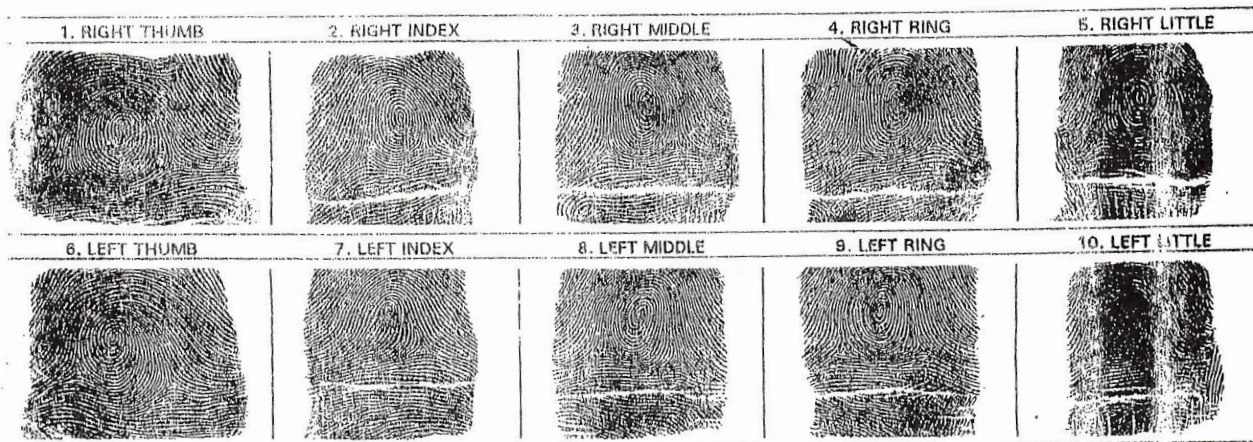 1. RIGHT THUMB 2. RIGHT INDEX 3. RIGHT MIDDLE 4. RIGHT RING 5. RIGHT LITTLE
6. LEFT THUMB 7. LEFT INDEX 8. LEFT MIDDLE 9. LEFT RING 10. LEFT LITTLE